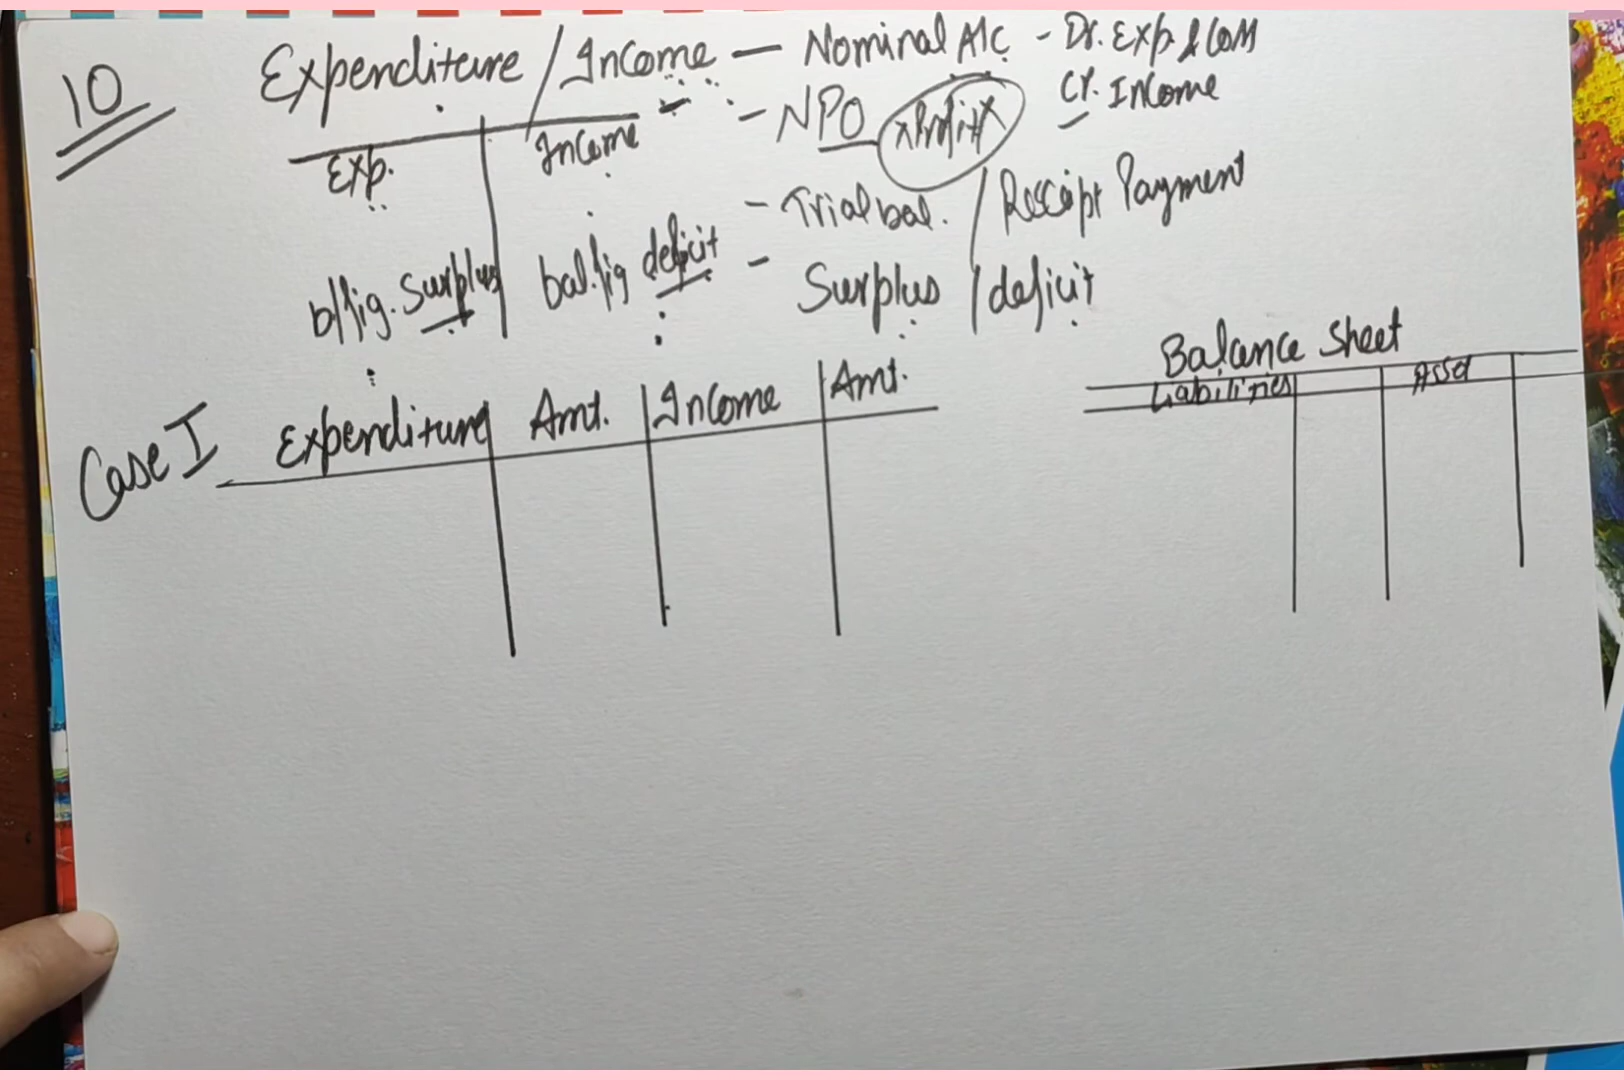 10
Expenditure / Income — Nominal A/c - Dr. Exp. & loss
Cr. Income
- NPO xProfitx
Exp. Income
- Trial bal. / Receipt Payment
b/fig. surplus bal. fig deficit - Surplus / deficit
Case I
Expenditure Amt. Income Amt.
Balance Sheet
Liabilities Asset